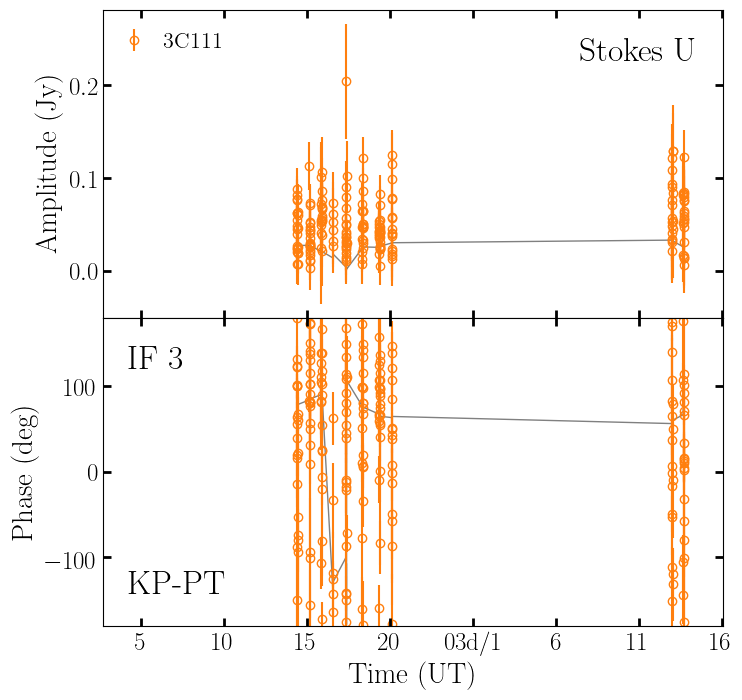 3C111
Stokes U
Amplitude (Jy)
0.2
0.1
0.0
IF 3
KP-PT
Phase (deg)
100
0
−100
5 10 15 20 03d/1 6 11 16
Time (UT)